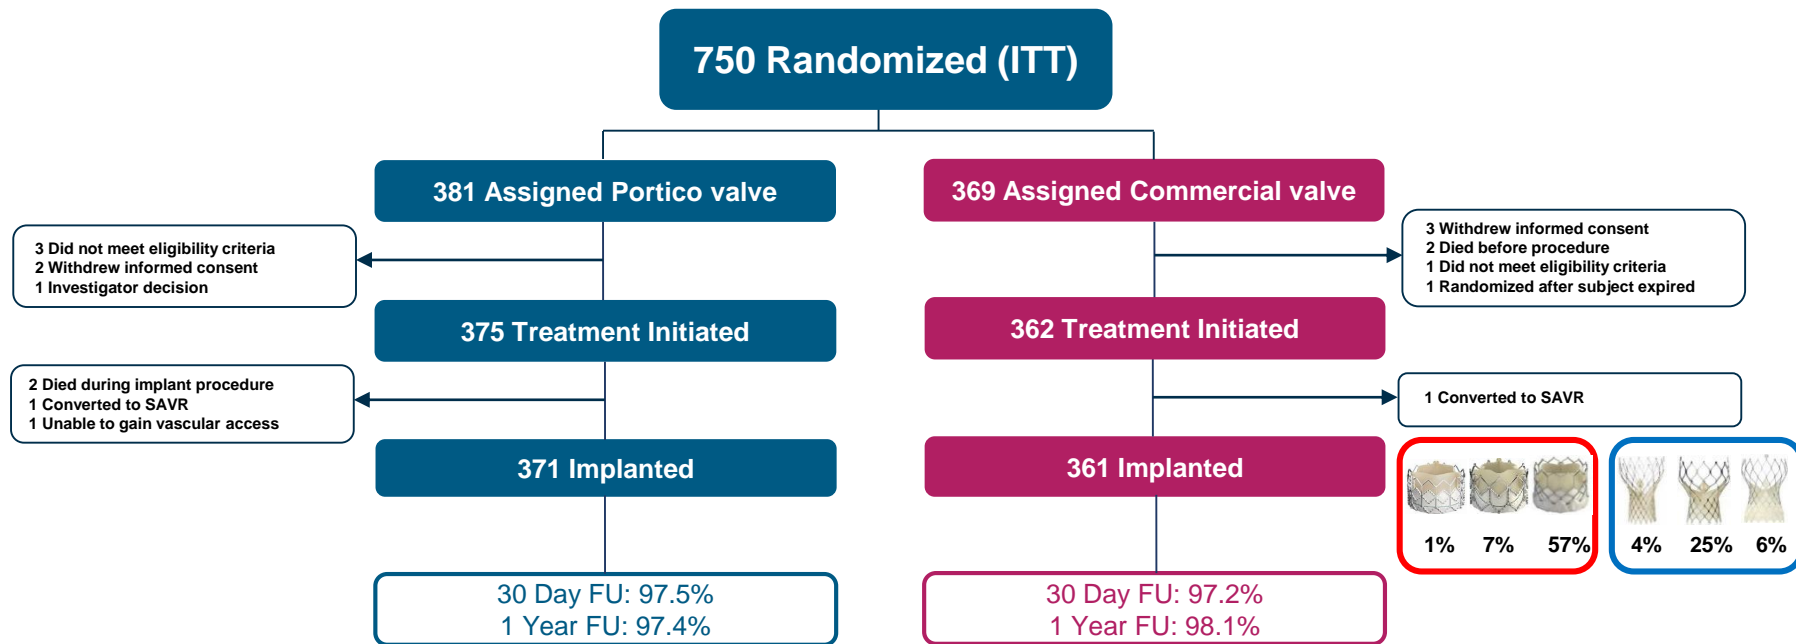 750 Randomized (ITT)
381 Assigned Portico valve
369 Assigned Commercial valve
3 Did not meet eligibility criteria
2 Withdrew informed consent
1 Investigator decision
3 Withdrew informed consent
2 Died before procedure
1 Did not meet eligibility criteria
1 Randomized after subject expired
375 Treatment Initiated
362 Treatment Initiated
2 Died during implant procedure
1 Converted to SAVR
1 Unable to gain vascular access
1 Converted to SAVR
371 Implanted
361 Implanted
1% 7% 57% 4% 25% 6%
30 Day FU: 97.5%
1 Year FU: 97.4%
30 Day FU: 97.2%
1 Year FU: 98.1%